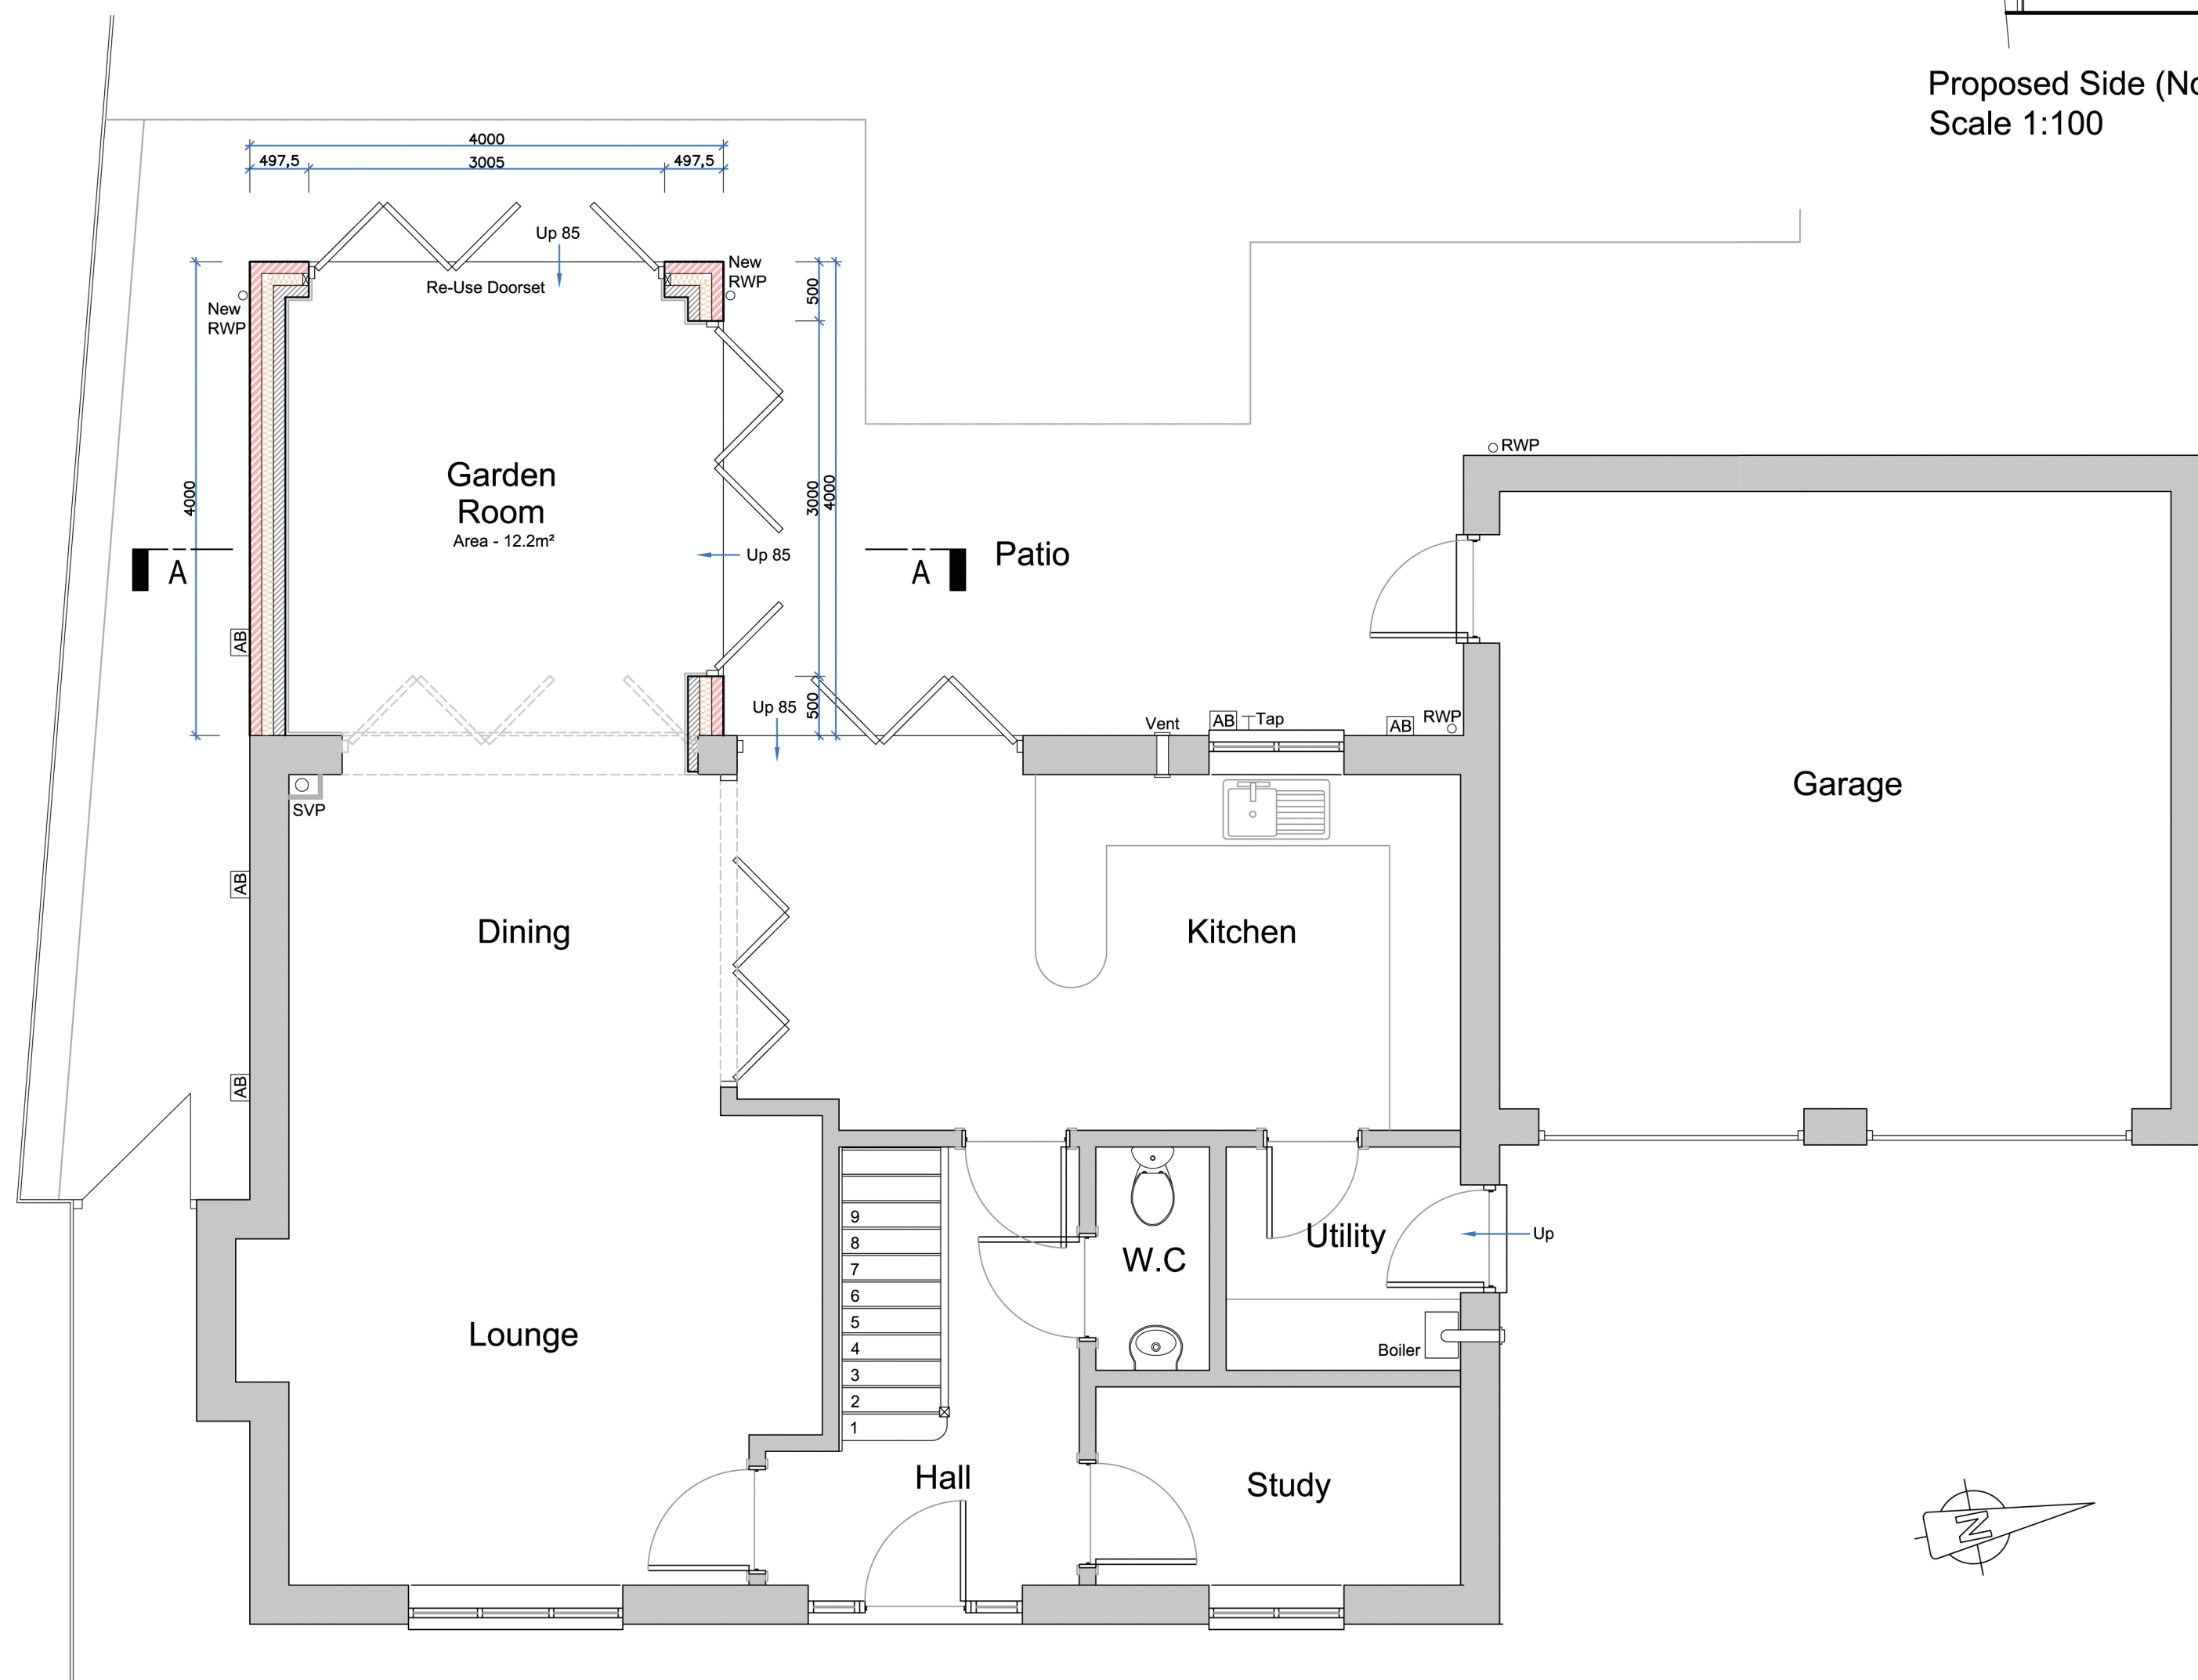 Proposed Side (No
Scale 1:100
4000
497,5
3005
497,5
Up 85
New
RWP
Re-Use Doorset
500
New
RWP
RWP
Garden
Room
Area - 12.2m²
4000
3000
4000
Up 85
Patio
A
A
AB
Up 85
500
Vent
AB
Tap
AB
RWP
SVP
Garage
AB
Dining
Kitchen
AB
9
8
7
6
5
4
3
2
1
W.C
Utility
Up
Lounge
Boiler
Hall
Study
N